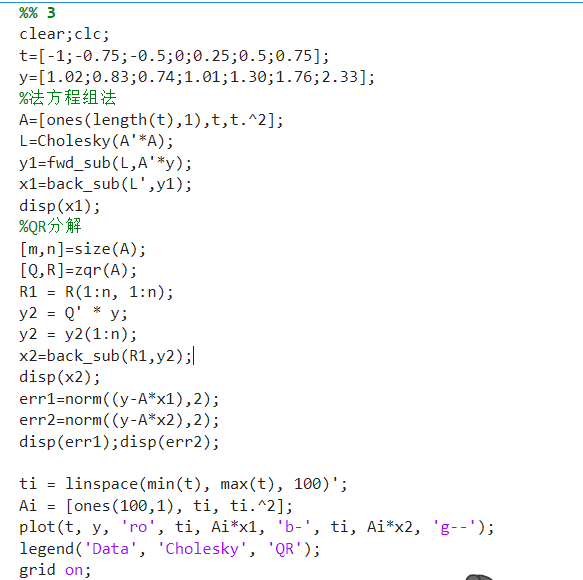 %% 3
clear;clc;
t=[-1;-0.75;-0.5;0;0.25;0.5;0.75];
y=[1.02;0.83;0.74;1.01;1.30;1.76;2.33];
%法方程组法
A=[ones(length(t),1),t,t.^2];
L=Cholesky(A'*A);
y1=fwd_sub(L,A'*y);
x1=back_sub(L',y1);
disp(x1);
%QR分解
[m,n]=size(A);
[Q,R]=zqr(A);
R1 = R(1:n, 1:n);
y2 = Q' * y;
y2 = y2(1:n);
x2=back_sub(R1,y2);
disp(x2);
err1=norm((y-A*x1),2);
err2=norm((y-A*x2),2);
disp(err1);disp(err2);
ti = linspace(min(t), max(t), 100)';
Ai = [ones(100,1), ti, ti.^2];
plot(t, y, 'ro', ti, Ai*x1, 'b-', ti, Ai*x2, 'g--');
legend('Data', 'Cholesky', 'QR');
grid on;